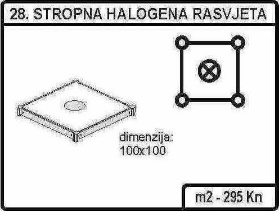 28. STROPNA HALOGENA RASVJETA
dimenzija:
100x100
m2 - 295 Kn